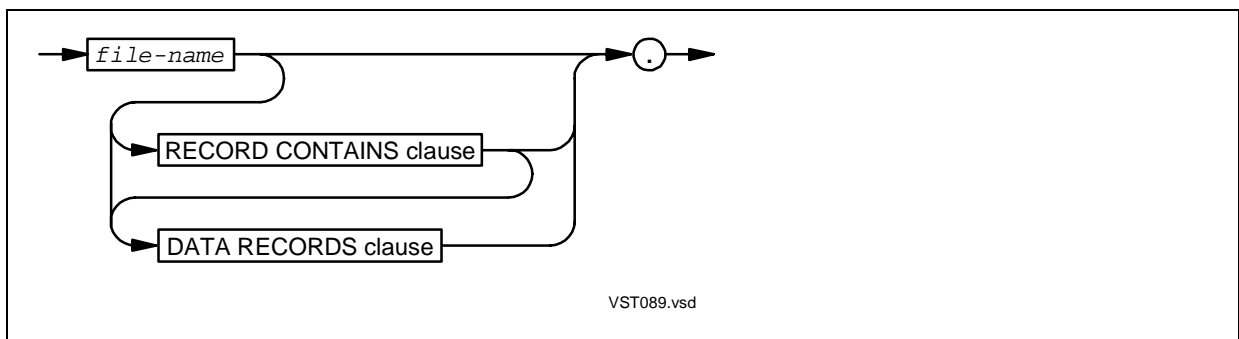 file-name
.
RECORD CONTAINS clause
DATA RECORDS clause
VST089.vsd